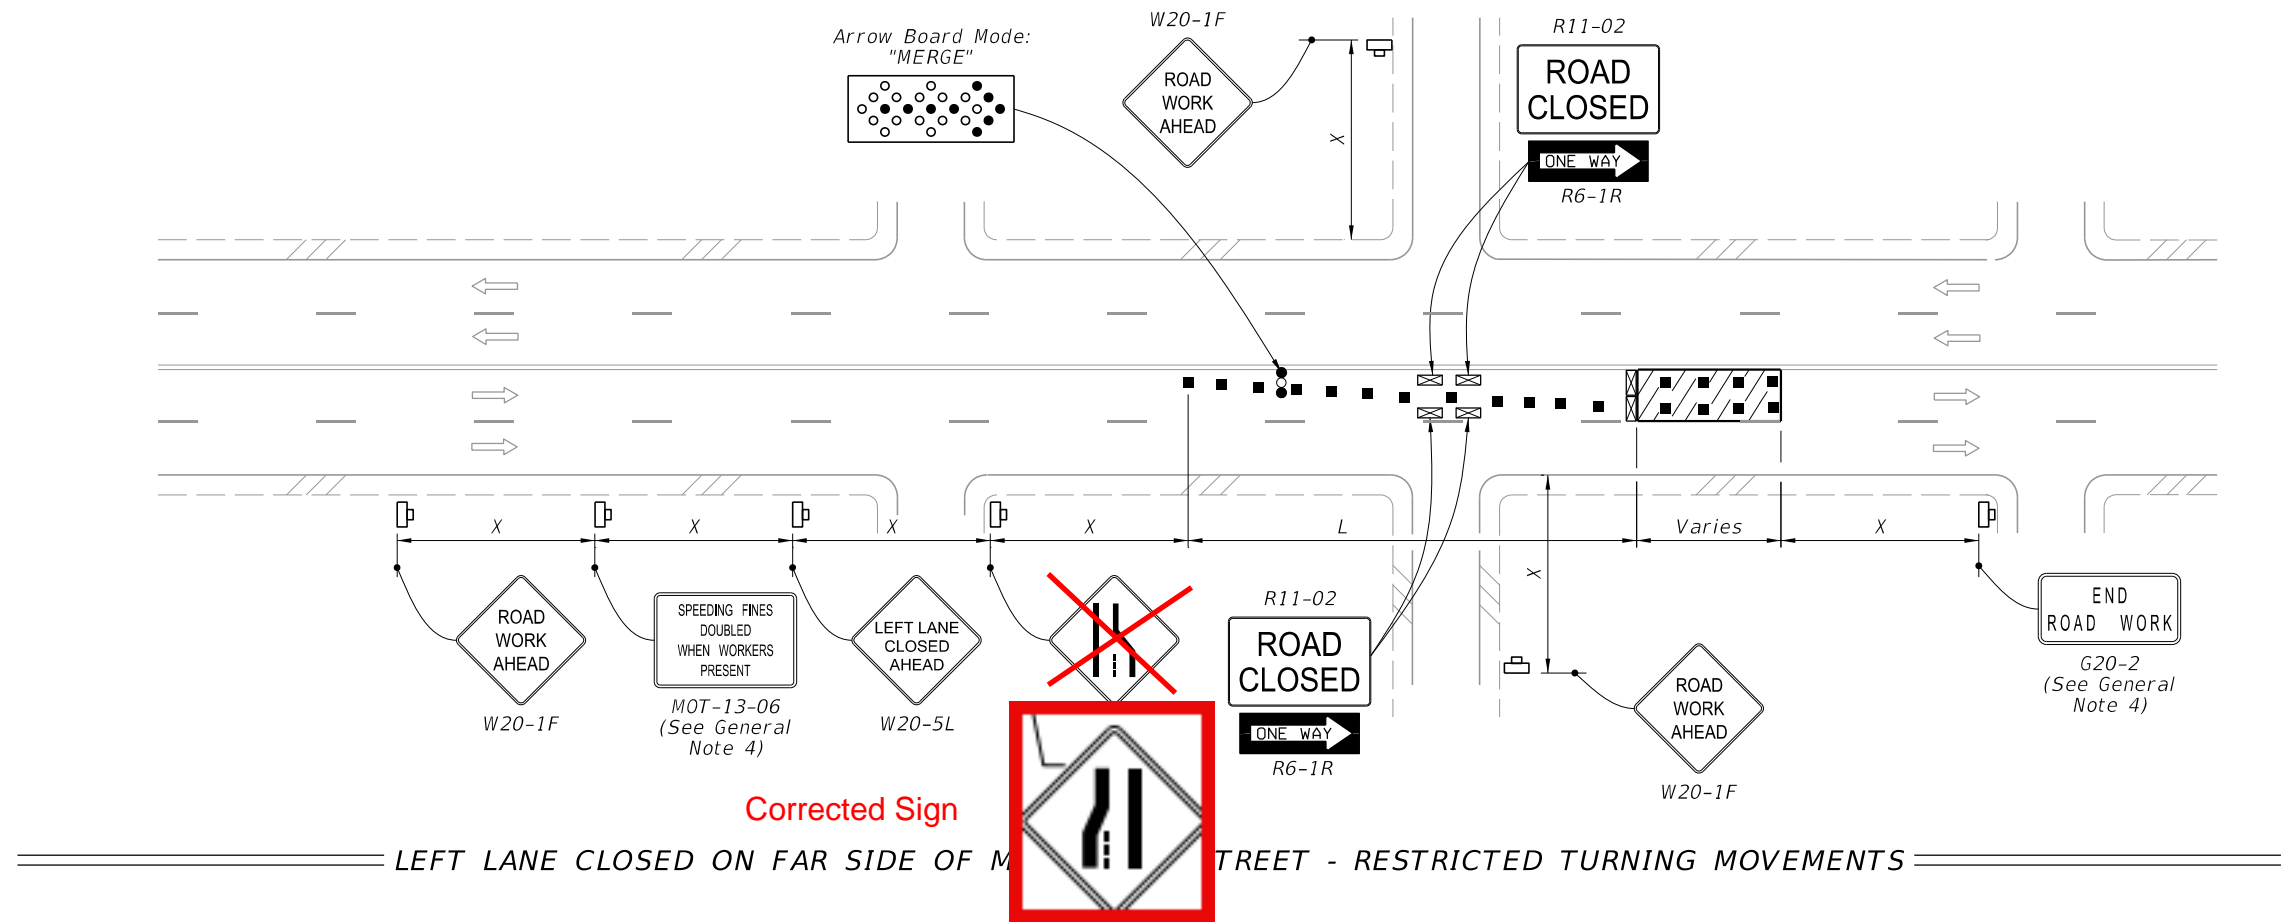 W20-1F
Arrow Board Mode:
"MERGE"
ROAD
WORK
AHEAD
X
R11-02
ROAD
CLOSED
ONE WAY
R6-1R
X
X
X
X
L
Varies
X
X
ROAD
WORK
AHEAD
W20-1F
SPEEDING FINES
DOUBLED
WHEN WORKERS
PRESENT
MOT-13-06
(See General
Note 4)
LEFT LANE
CLOSED
AHEAD
W20-5L
R11-02
ROAD
CLOSED
ONE WAY
R6-1R
ROAD
WORK
AHEAD
W20-1F
END
ROAD WORK
G20-2
(See General
Note 4)
Corrected Sign
LEFT LANE CLOSED ON FAR SIDE OF M TREET - RESTRICTED TURNING MOVEMENTS